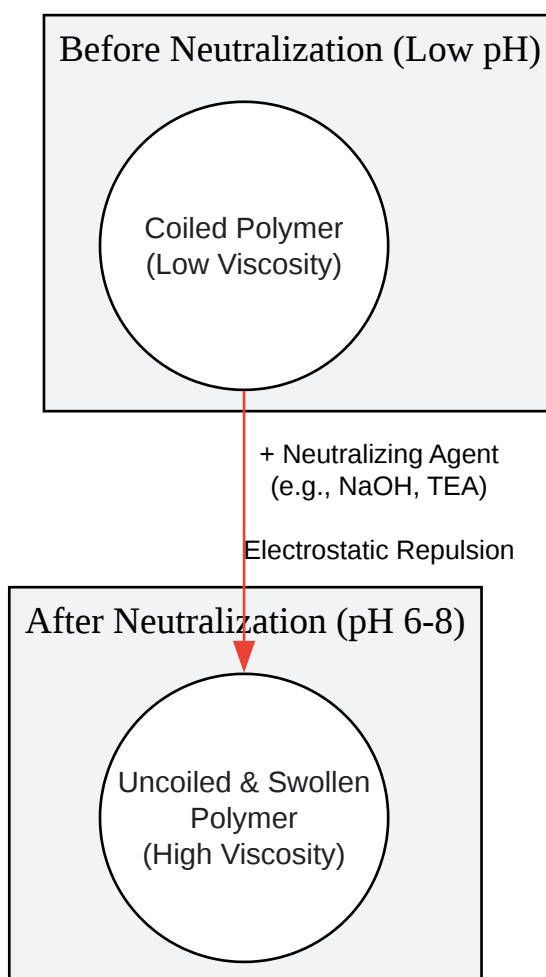 Before Neutralization (Low pH)
Coiled Polymer
(Low Viscosity)
+ Neutralizing Agent
(e.g., NaOH, TEA)
Electrostatic Repulsion
After Neutralization (pH 6-8)
Uncoiled & Swollen
Polymer
(High Viscosity)